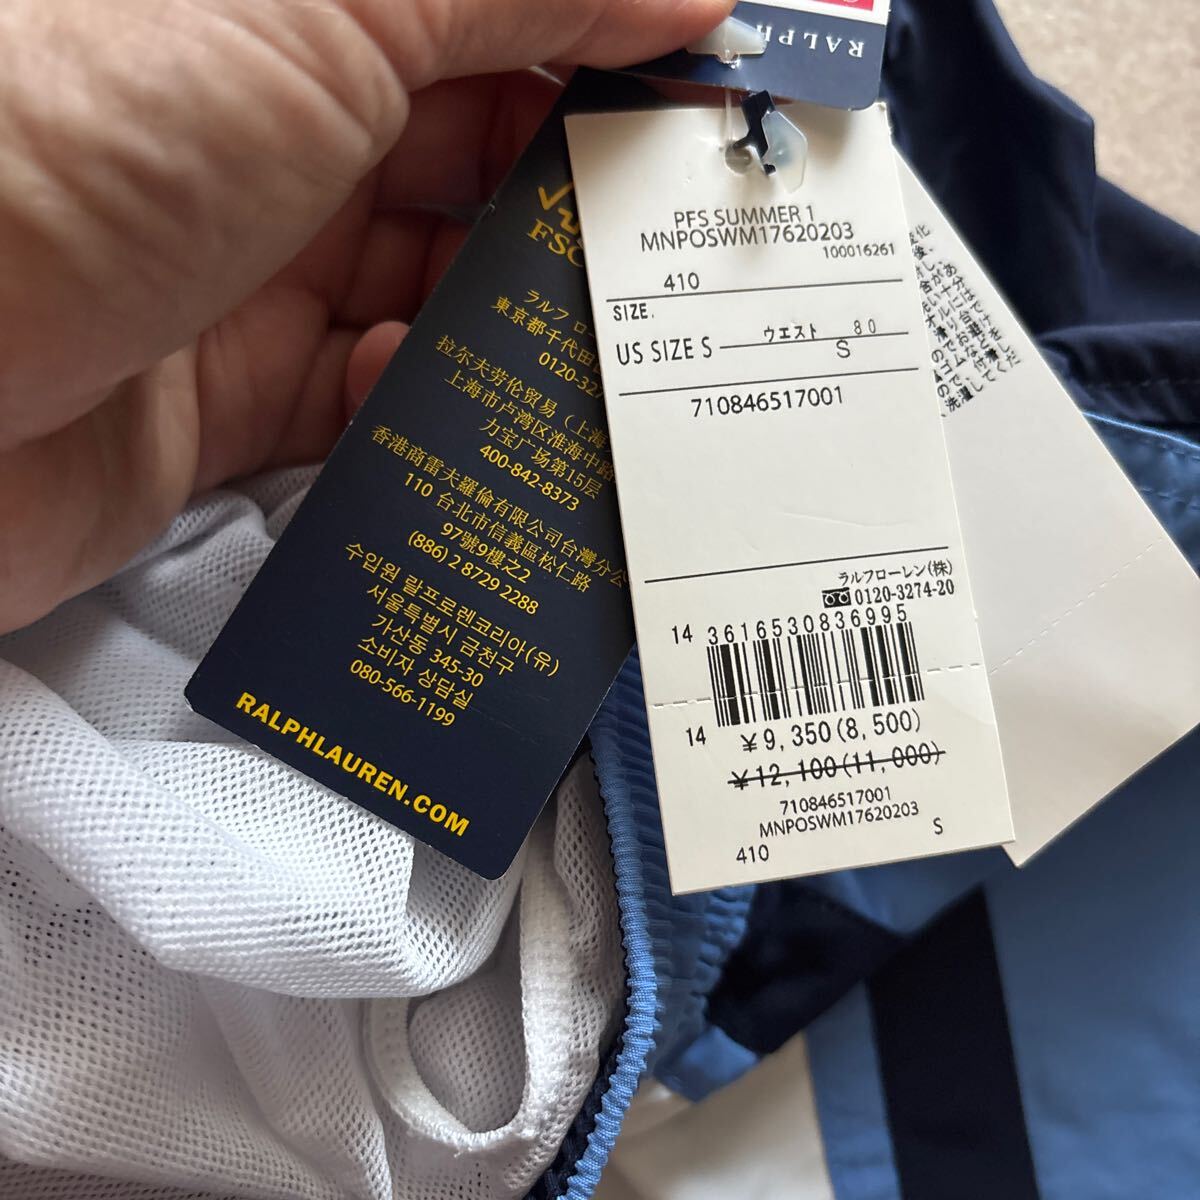 RALPH
FSC
ラルフ ロー
東京都千代田
0120-327
拉尔夫劳伦贸易(上海
上海市卢湾区淮海中路
力宝广场第15层
400-842-8373
香港商雷夫羅倫有限公司台灣分公
110 台北市信義區松仁路
97號9樓之2
(886) 2 8729 2288
수입원 랄프로렌코리아(유)
서울특별시 금천구
가산동 345-30
소비자 상담실
080-566-1199
RALPHLAUREN.COM
PFS SUMMER 1
MNPOSWM17620203
100016261
410
SIZE.
US SIZE S
ウエスト 80
S
710846517001
ラルフローレン(株)
0120-3274-20
14 3616530836995
14 ¥9,350(8,500)
¥12,100(11,000)
710846517001
MNPOSWM17620203
410 S